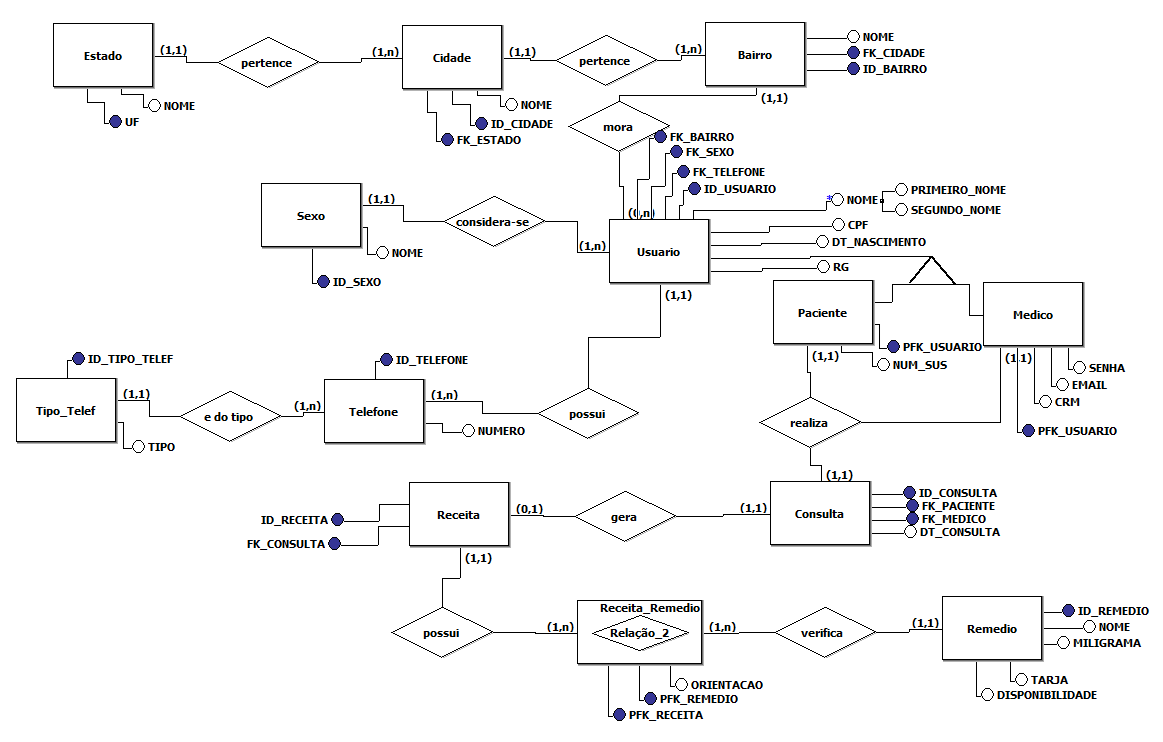 Estado
(1,1)
pertence
(1,n)
Cidade
(1,1)
pertence
(1,n)
Bairro
NOME
FK_CIDADE
ID_BAIRRO
NOME
UF
NOME
ID_CIDADE
FK_ESTADO
(1,1)
mora
FK_BAIRRO
FK_SEXO
FK_TELEFONE
ID_USUARIO
(0,n)
Sexo
(1,1)
considera-se
(1,n)
Usuario
NOME
ID_SEXO
NOME
PRIMEIRO_NOME
SEGUNDO_NOME
CPF
DT_NASCIMENTO
RG
(1,1)
Paciente
Medico
PFK_USUARIO
(1,1)
NUM_SUS
(1,1)
SENHA
EMAIL
CRM
PFK_USUARIO
ID_TIPO_TELEF
Tipo_Telef
(1,1)
TIPO
e do tipo
(1,n)
ID_TELEFONE
Telefone
(1,n)
NUMERO
possui
realiza
(1,1)
Receita
(0,1)
gera
(1,1)
Consulta
ID_CONSULTA
FK_PACIENTE
FK_MEDICO
DT_CONSULTA
ID_RECEITA
FK_CONSULTA
(1,1)
possui
(1,n)
Receita_Remedio
Relação_2
(1,n)
verifica
(1,1)
Remedio
ID_REMEDIO
NOME
MILIGRAMA
TARJA
DISPONIBILIDADE
ORIENTACAO
PFK_REMEDIO
PFK_RECEITA